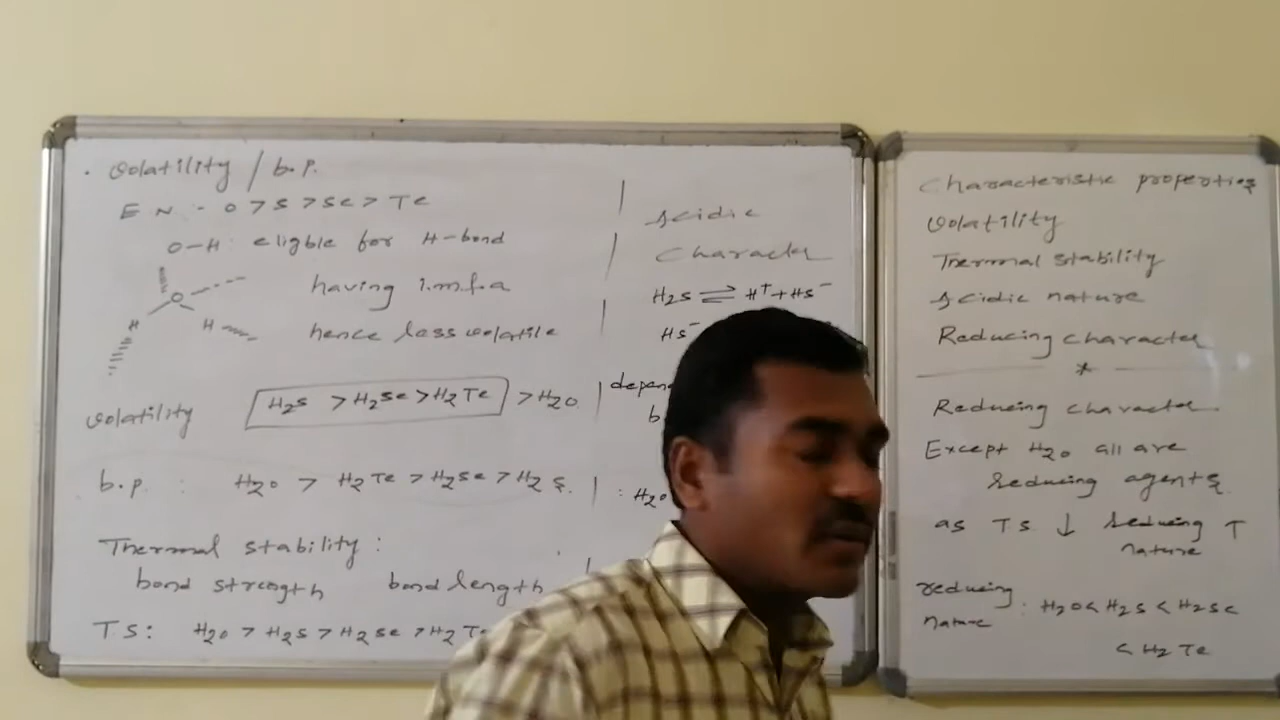 . Volatility / b.p.
E N - O > S > Se > Te
O-H: eligble for H-bond
O
having i.m.f.a
H H
hence less volatile
volatility H2S > H2Se > H2Te > H2O
b.p. : H2O > H2Te > H2Se > H2S.
Thermal stability :
bond strength bond length
T S : H2O > H2S > H2Se > H2Te
Acidic
Character
H2S ⇌ H+ + HS-
HS-
depen
b
: H2O
Characteristic properties
Volatility
Thermal stability
Acidic nature
Reducing character
*
Reducing character
Except H2O all are
reducing agents.
as TS ↓ reducing ↑
nature
reducing
nature : H2O < H2S < H2Se
< H2Te